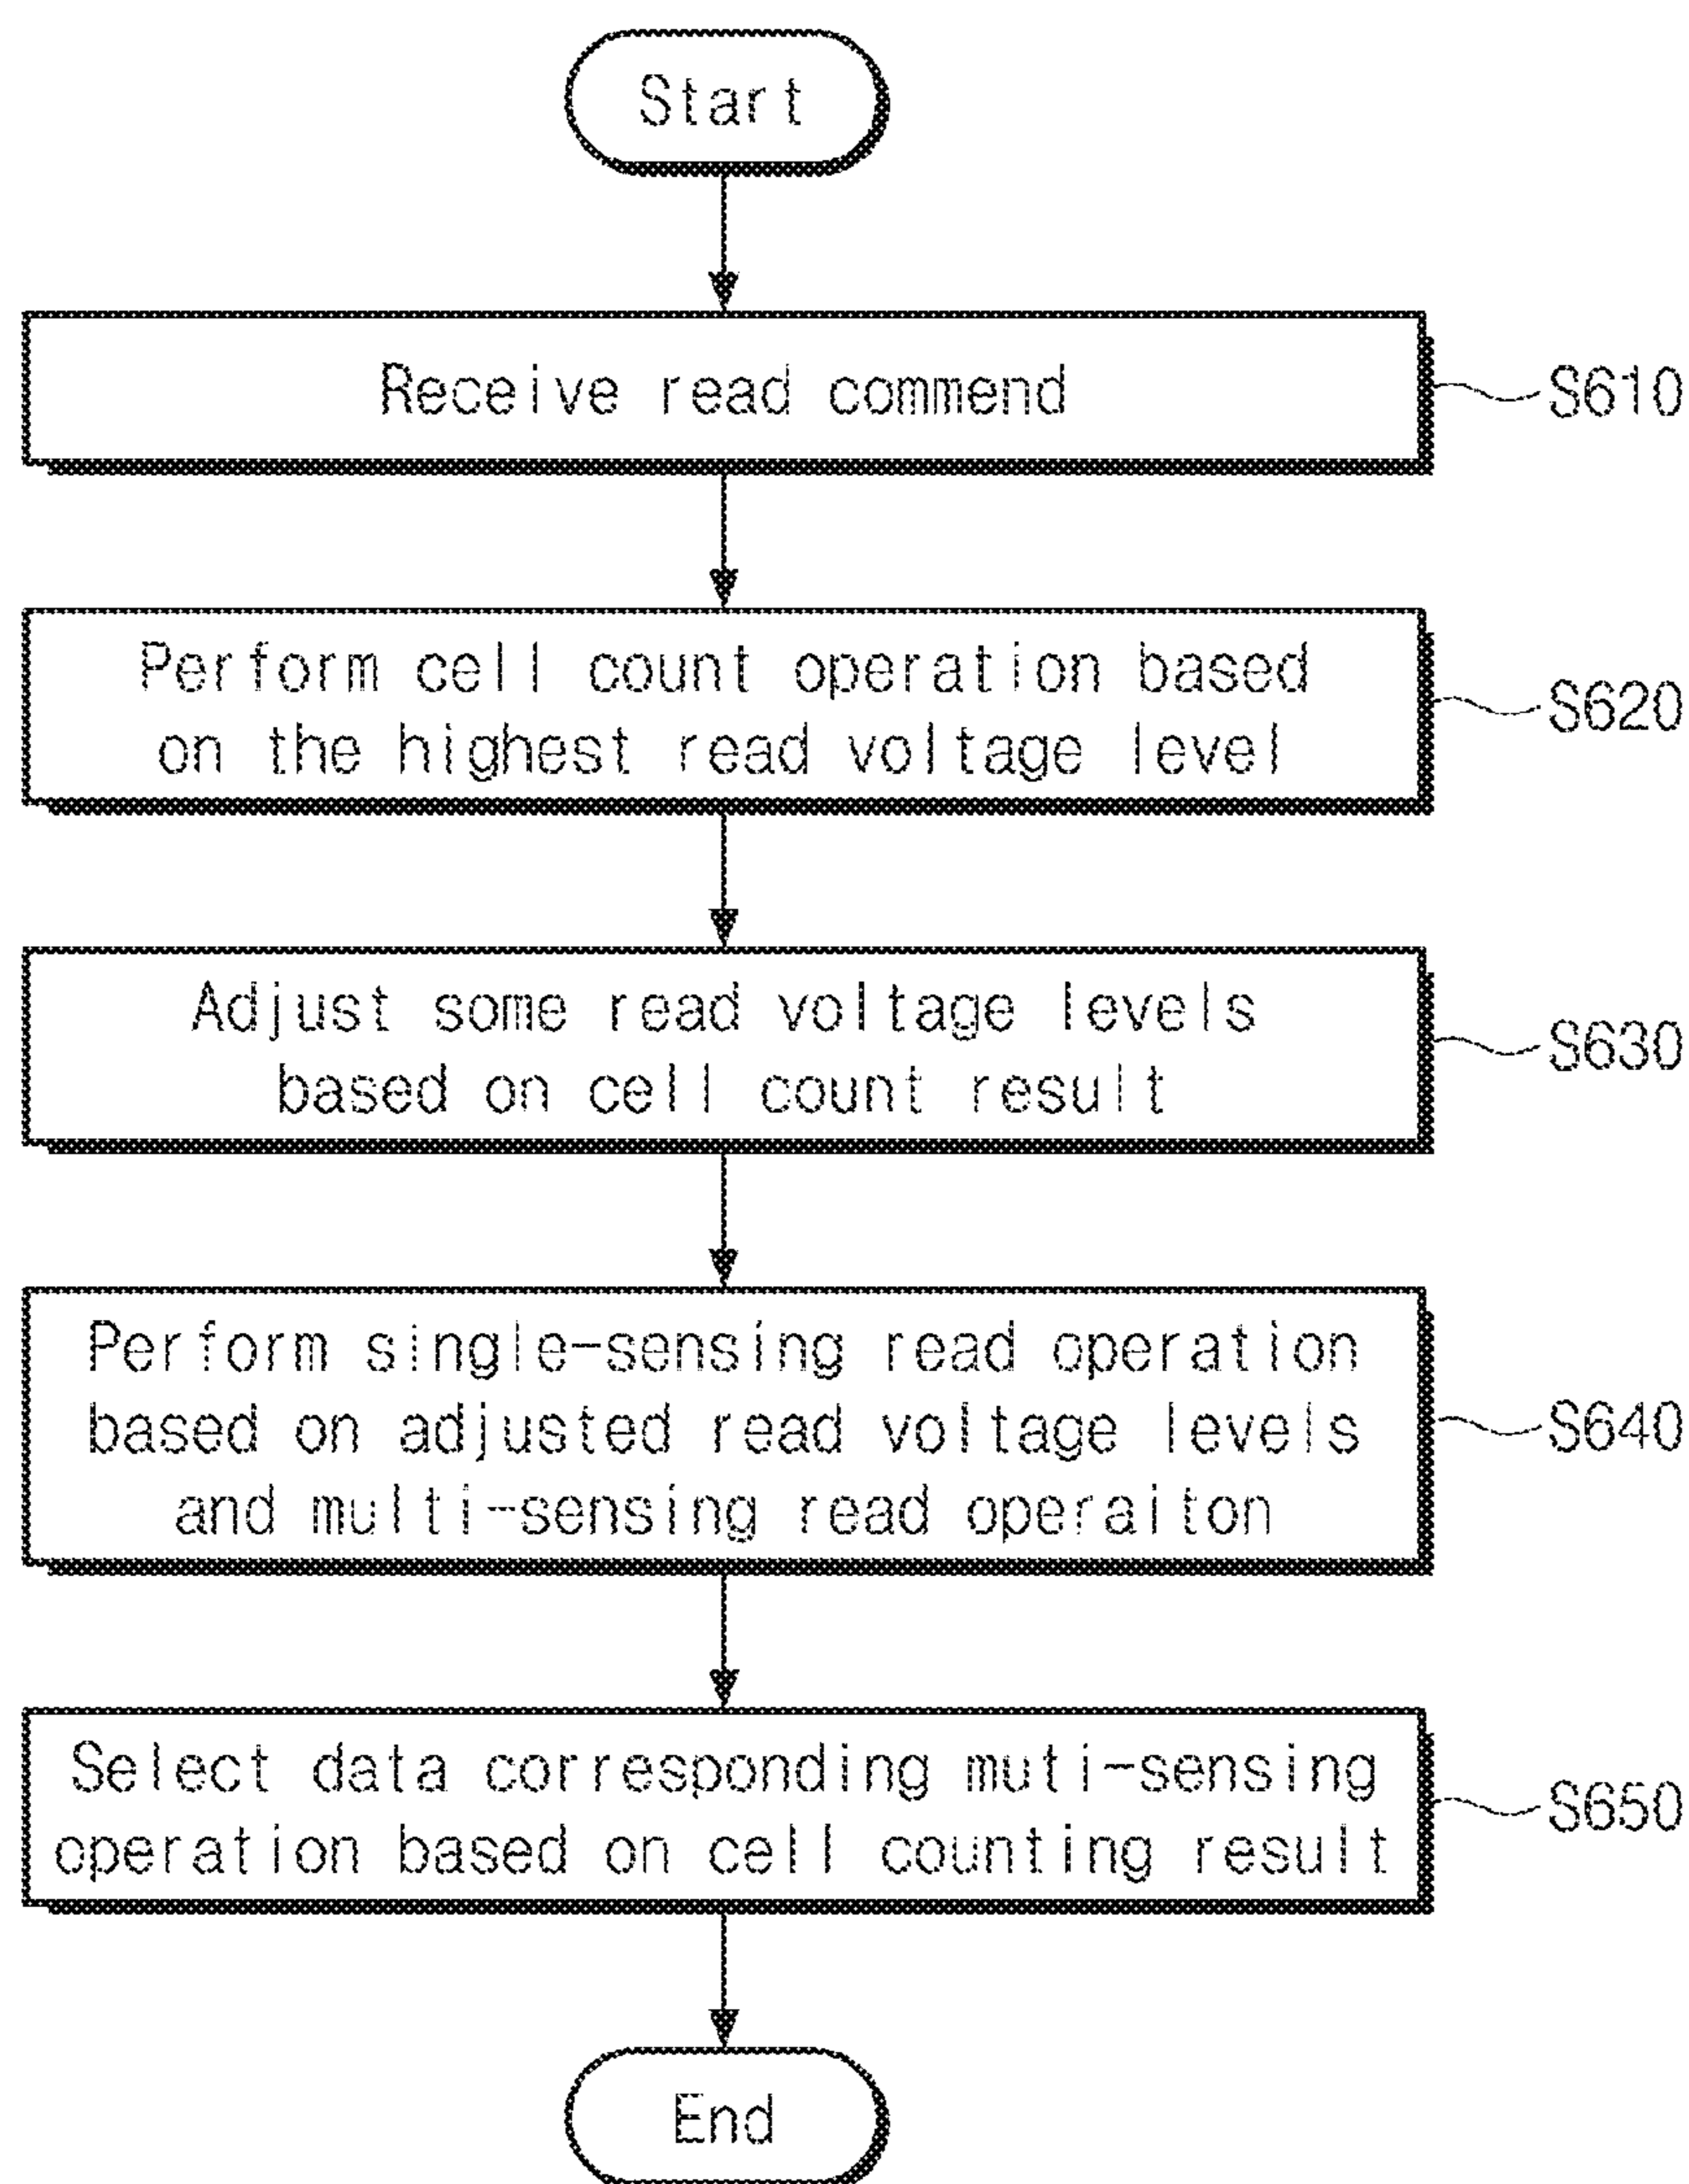 Start
Receive read commend
S610
Perform cell count operation based
on the highest read voltage level
S620
Adjust some read voltage levels
based on cell count result
S630
Perform single-sensing read operation
based on adjusted read voltage levels
and multi-sensing read operaiton
S640
Select data corresponding muti-sensing
operation based on cell counting result
S650
End